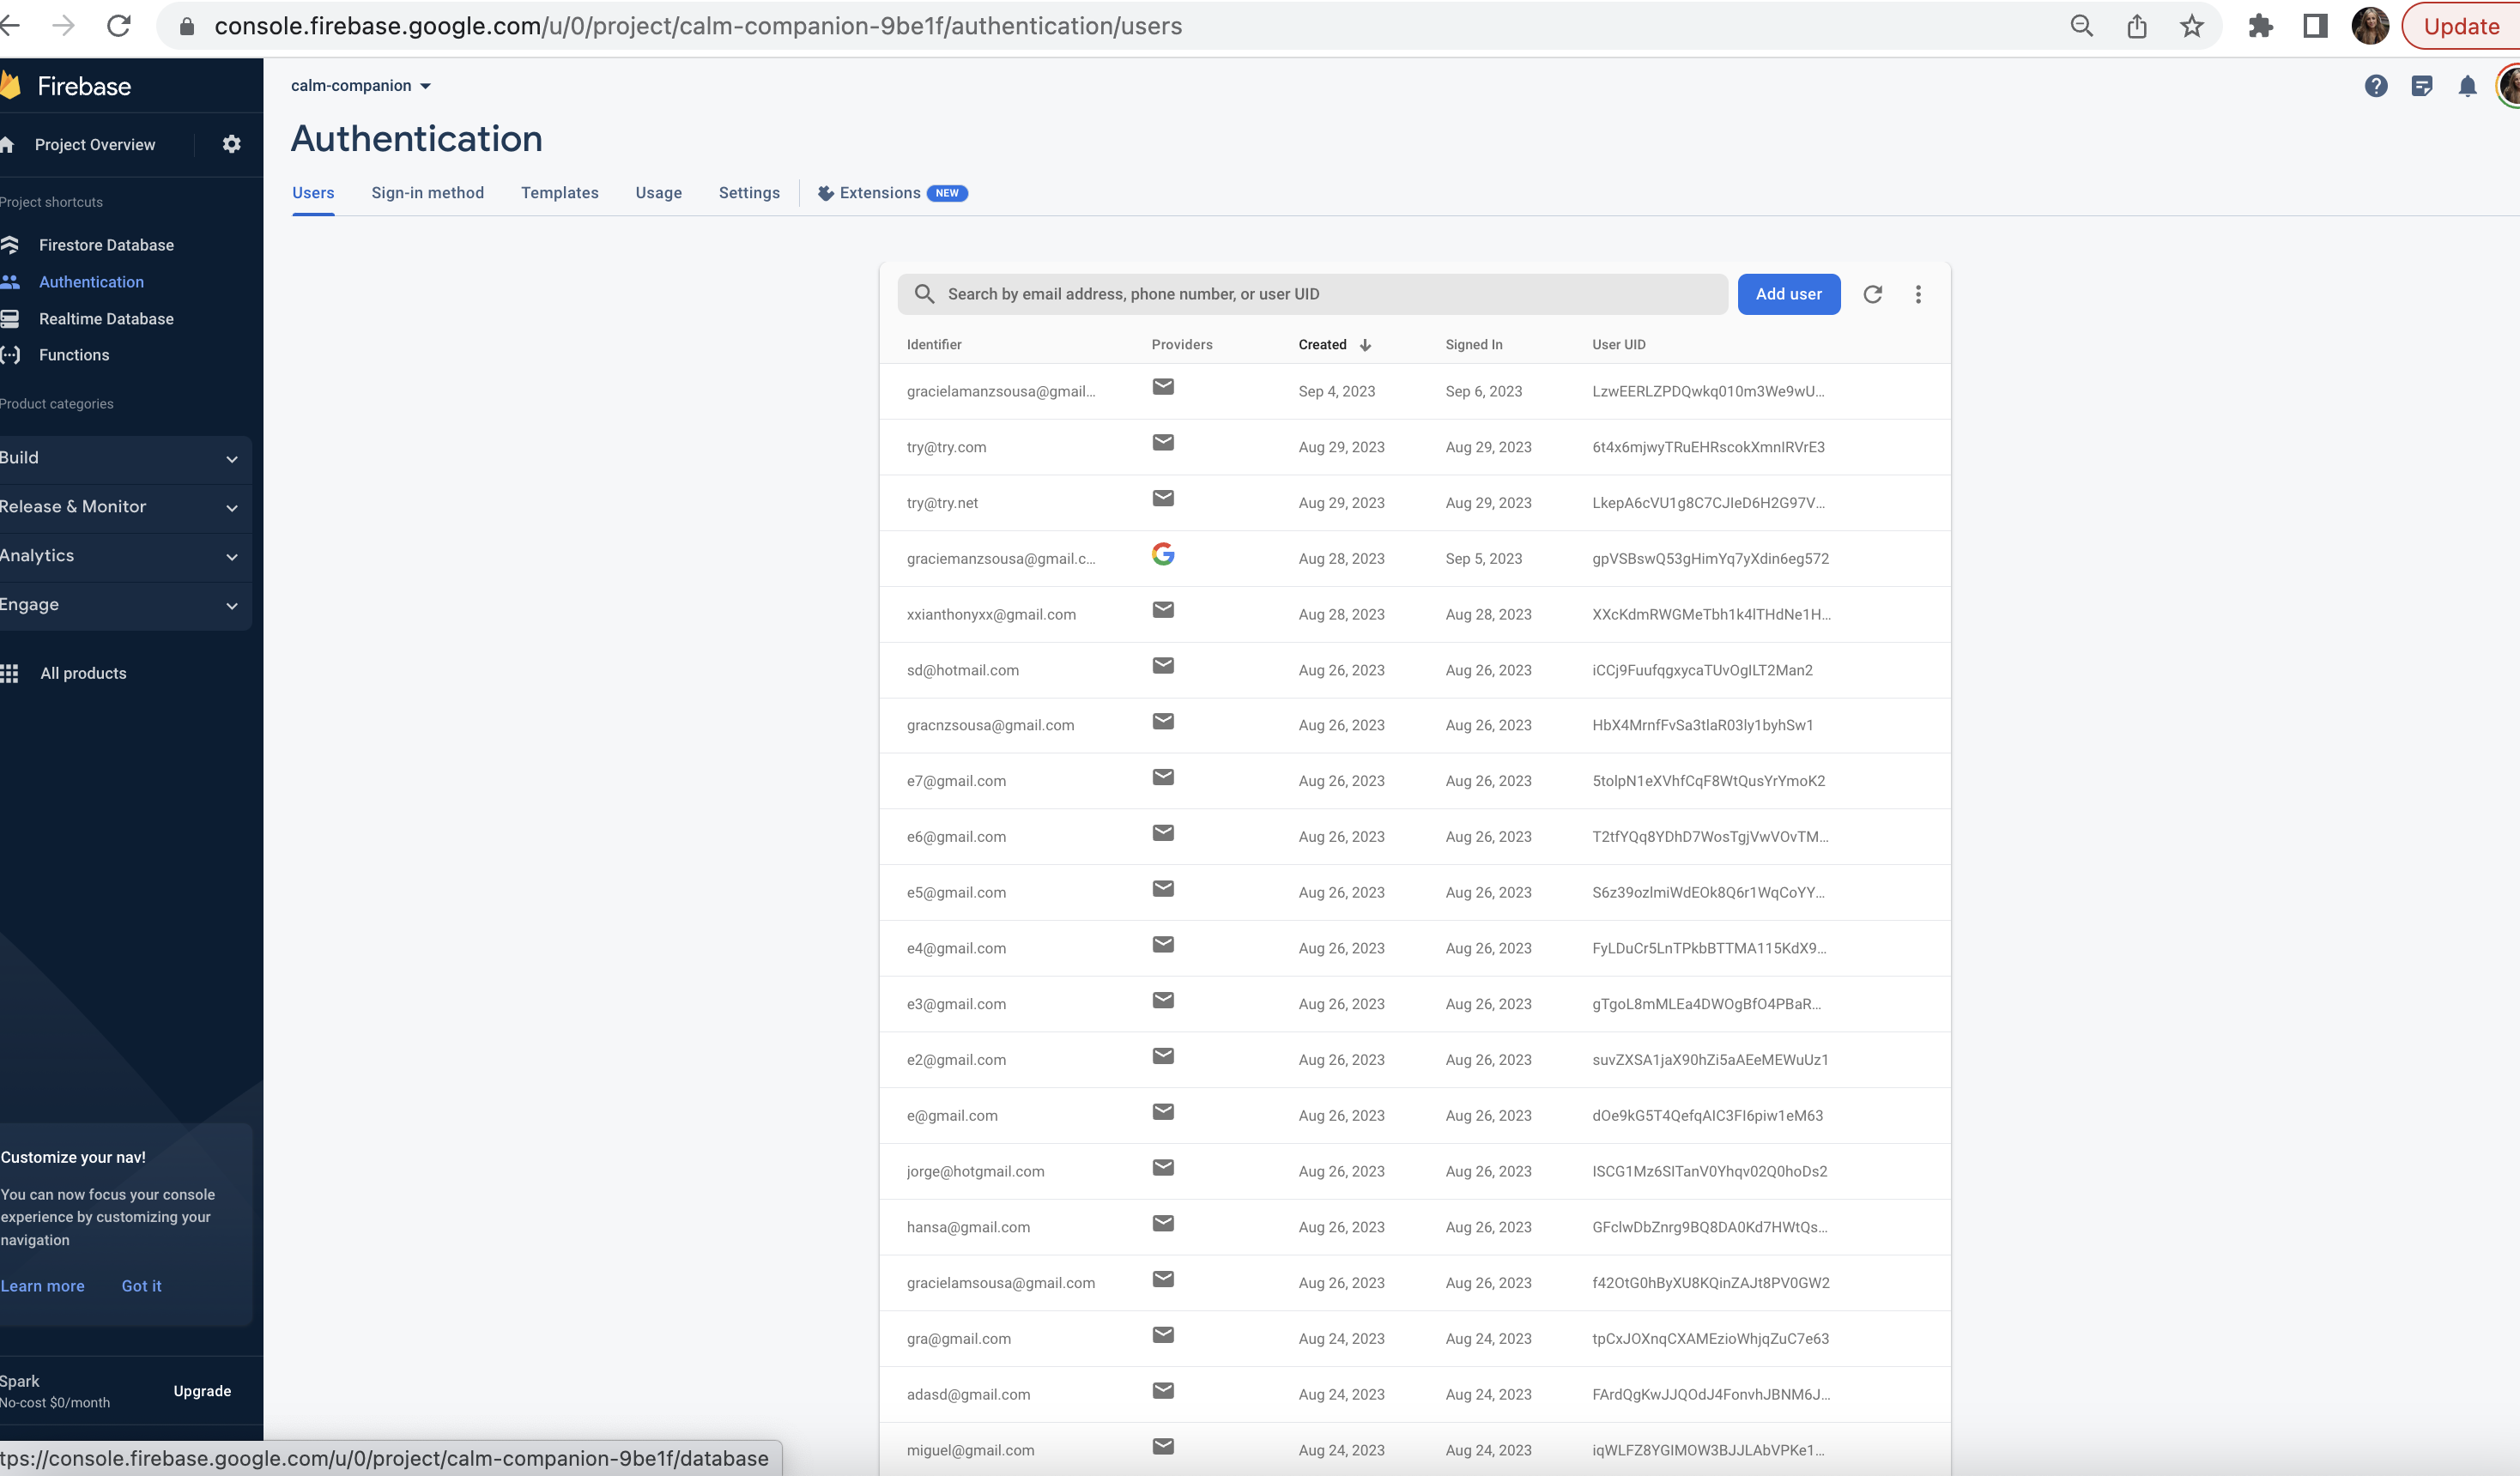 console.firebase.google.com/u/0/project/calm-companion-9be1f/authentication/users
Update
Firebase
calm-companion
Project Overview
Authentication
Users Sign-in method Templates Usage Settings Extensions NEW
Project shortcuts
Firestore Database
Authentication
Realtime Database
Functions
Product categories
Build
Release & Monitor
Analytics
Engage
All products
Customize your nav!
You can now focus your console
experience by customizing your
navigation
Learn more Got it
Spark
No-cost $0/month
Upgrade
Search by email address, phone number, or user UID
Add user
Identifier Providers Created Signed In User UID
gracielamanzsousa@gmail... Sep 4, 2023 Sep 6, 2023 LzwEERLZPDQwkq010m3We9wU...
try@try.com Aug 29, 2023 Aug 29, 2023 6t4x6mjwyTRuEHRscokXmnIRVrE3
try@try.net Aug 29, 2023 Aug 29, 2023 LkepA6cVU1g8C7CJIeD6H2G97V...
graciemanzsousa@gmail.c... Aug 28, 2023 Sep 5, 2023 gpVSBswQ53gHimYq7yXdin6eg572
xxianthonyxx@gmail.com Aug 28, 2023 Aug 28, 2023 XXcKdmRWGMeTbh1k4lTHdNe1H...
sd@hotmail.com Aug 26, 2023 Aug 26, 2023 iCCj9FuufqgxycaTUvOgILT2Man2
gracnzsousa@gmail.com Aug 26, 2023 Aug 26, 2023 HbX4MrnfFvSa3tlaR03ly1byhSw1
e7@gmail.com Aug 26, 2023 Aug 26, 2023 5tolpN1eXVhfCqF8WtQusYrYmoK2
e6@gmail.com Aug 26, 2023 Aug 26, 2023 T2tfYQq8YDhD7WosTgjVwVOvTM...
e5@gmail.com Aug 26, 2023 Aug 26, 2023 S6z39ozlmiWdEOk8Q6r1WqCoYY...
e4@gmail.com Aug 26, 2023 Aug 26, 2023 FyLDuCr5LnTPkbBTTMA115KdX9...
e3@gmail.com Aug 26, 2023 Aug 26, 2023 gTgoL8mMLEa4DWOgBfO4PBaR...
e2@gmail.com Aug 26, 2023 Aug 26, 2023 suvZXSA1jaX90hZi5aAEeMEWuUz1
e@gmail.com Aug 26, 2023 Aug 26, 2023 dOe9kG5T4QefqAIC3FI6piw1eM63
jorge@hotgmail.com Aug 26, 2023 Aug 26, 2023 ISCG1Mz6SITanV0Yhqv02Q0hoDs2
hansa@gmail.com Aug 26, 2023 Aug 26, 2023 GFclwDbZnrg9BQ8DA0Kd7HWtQs...
gracielamsousa@gmail.com Aug 26, 2023 Aug 26, 2023 f42OtG0hByXU8KQinZAJt8PV0GW2
gra@gmail.com Aug 24, 2023 Aug 24, 2023 tpCxJOXnqCXAMEzioWhjqZuC7e63
adasd@gmail.com Aug 24, 2023 Aug 24, 2023 FArdQgKwJJQOdJ4FonvhJBNM6J...
miguel@gmail.com Aug 24, 2023 Aug 24, 2023 iqWLFZ8YGIMOW3BJJLAbVPKe1...
tps://console.firebase.google.com/u/0/project/calm-companion-9be1f/database